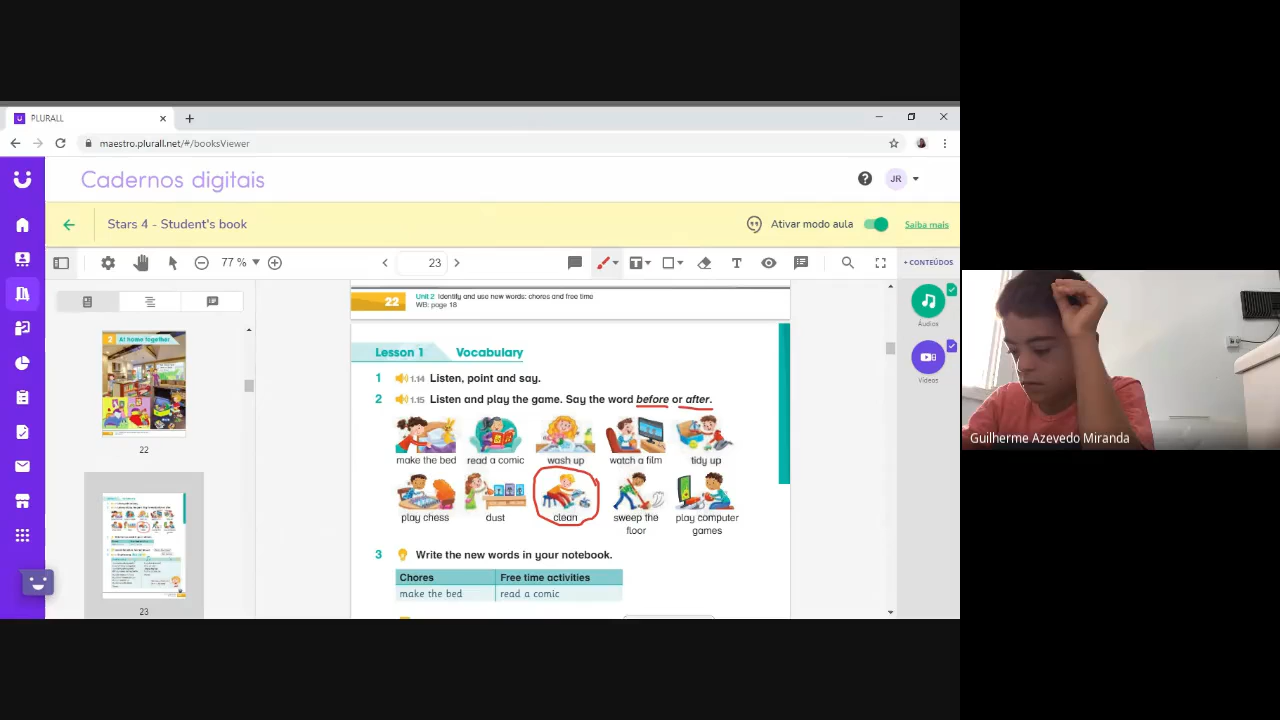 PLURALL
maestro.plurall.net/#/booksViewer
Cadernos digitais
JR
Stars 4 - Student's book
Ativar modo aula
Saiba mais
77 %
23
+ CONTEÚDOS
2 At home together
22
23
22
Unit 2 Identify and use new words: chores and free time
WB: page 18
Lesson 1 Vocabulary
1 1.14 Listen, point and say.
2 1.15 Listen and play the game. Say the word before or after.
make the bed read a comic wash up watch a film tidy up
play chess dust clean sweep the floor play computer games
3 Write the new words in your notebook.
Chores Free time activities
make the bed read a comic
Áudios
Vídeos
Guilherme Azevedo Miranda